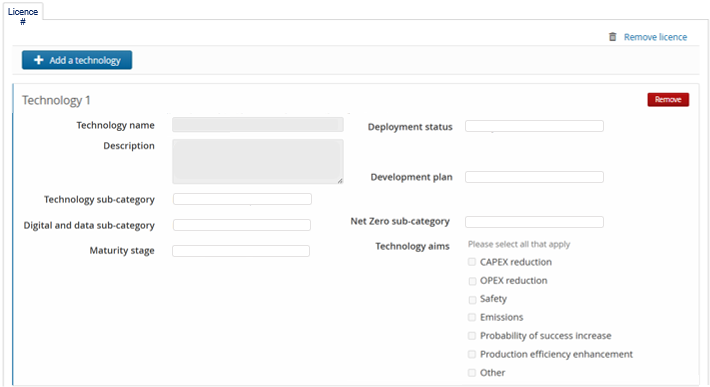 Licence
#
Remove licence
Add a technology
Technology 1
Remove
Technology name
Description
Technology sub-category
Digital and data sub-category
Maturity stage
Deployment status
Development plan
Net Zero sub-category
Technology aims
Please select all that apply
CAPEX reduction
OPEX reduction
Safety
Emissions
Probability of success increase
Production efficiency enhancement
Other